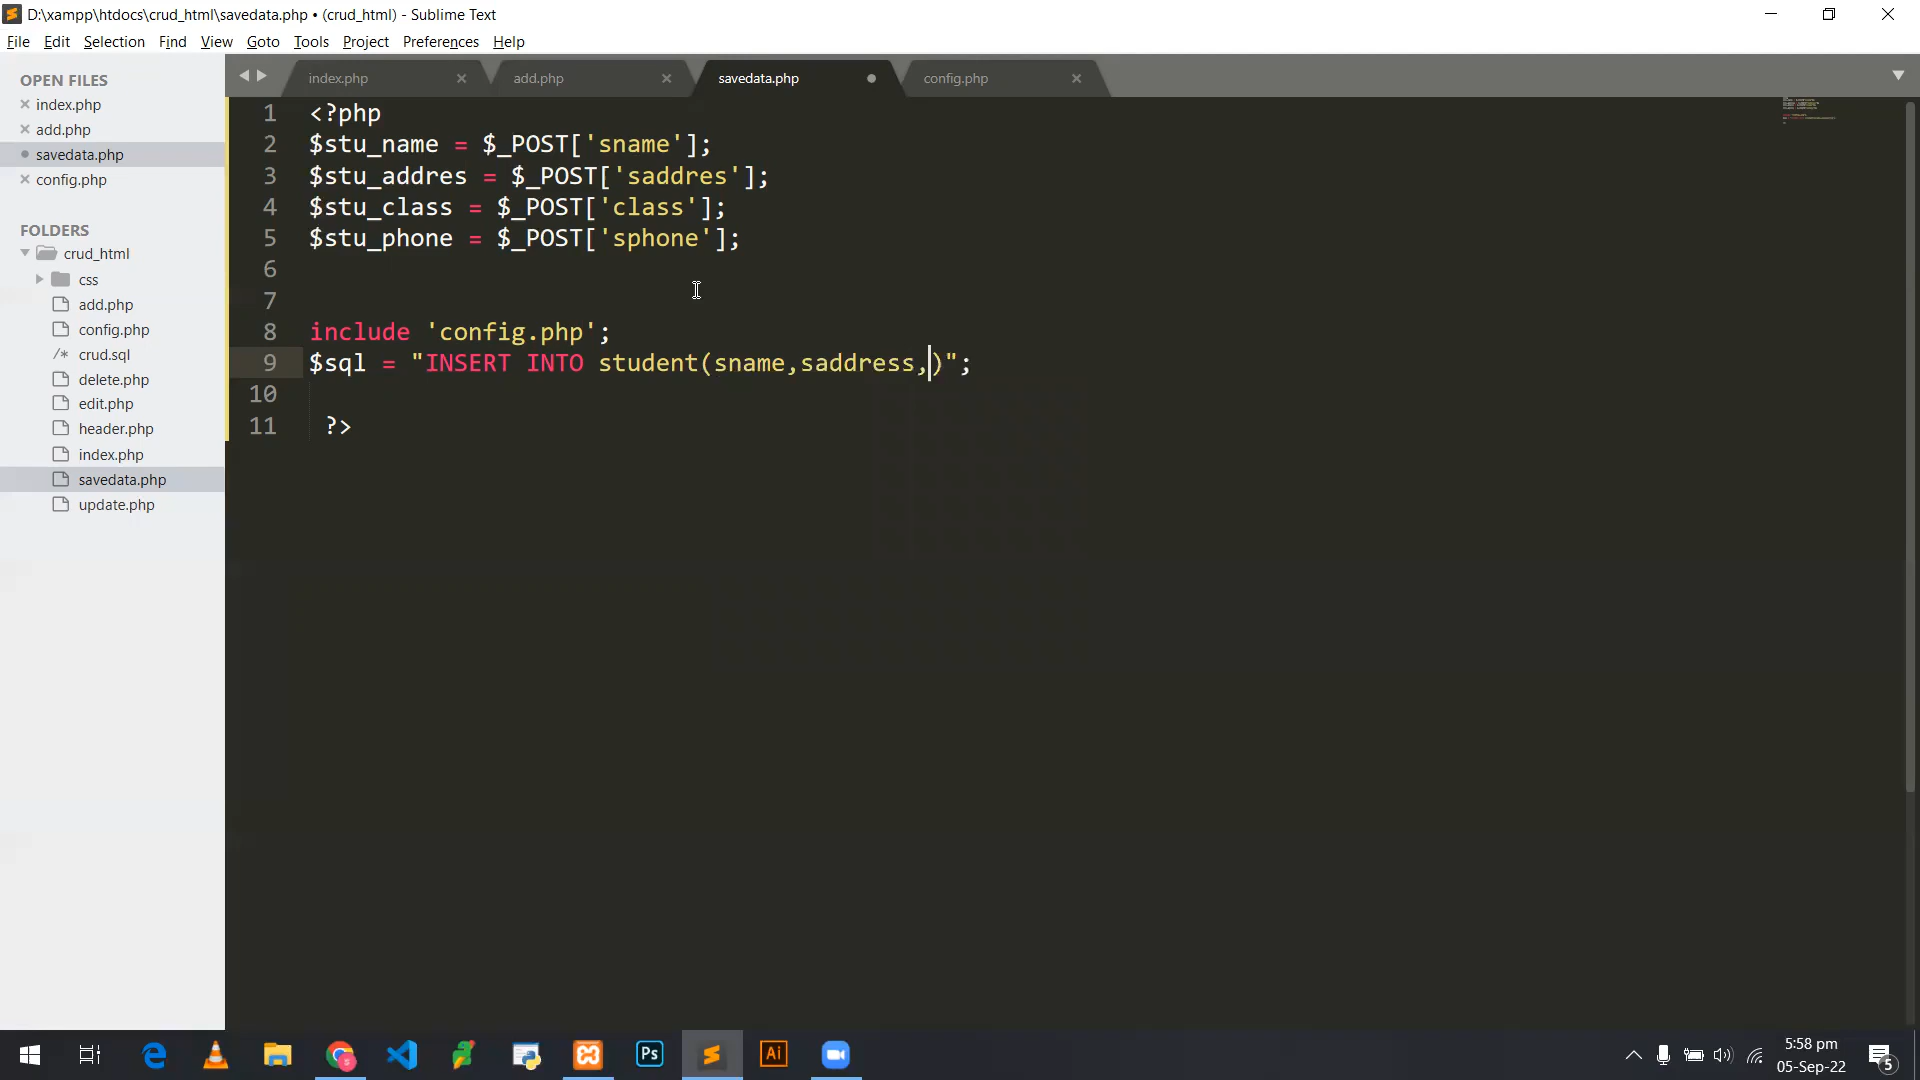 D:\xampp\htdocs\crud_html\savedata.php • (crud_html) - Sublime Text
File Edit Selection Find View Goto Tools Project Preferences Help
OPEN FILES
index.php
add.php
savedata.php
config.php
FOLDERS
crud_html
css
add.php
config.php
/* crud.sql
delete.php
edit.php
header.php
index.php
savedata.php
update.php
index.php add.php savedata.php config.php
1 <?php
2 $stu_name = $_POST['sname'];
3 $stu_addres = $_POST['saddres'];
4 $stu_class = $_POST['class'];
5 $stu_phone = $_POST['sphone'];
6
7
8 include 'config.php';
9 $sql = "INSERT INTO student(sname,saddress,)";
10
11 ?>
Ps
Ai
5:58 pm
05-Sep-22
5